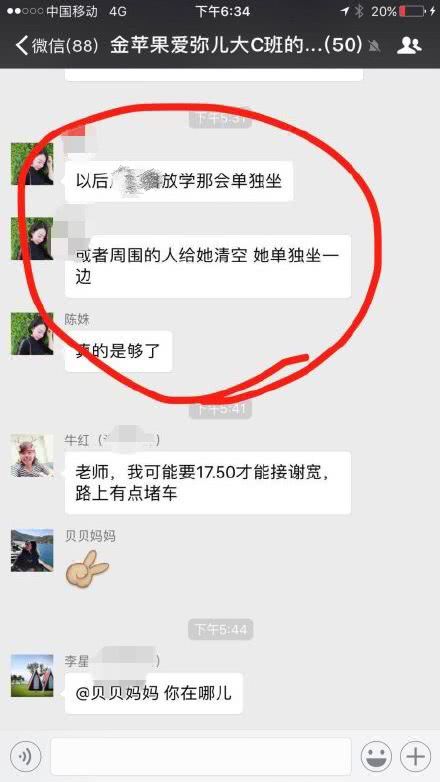 中国移动 4G 下午6:34 20%
微信(88) 金苹果爱弥儿大C班的...(50)
下午5:31
以后 放学那会单独坐
或者周围的人给她清空 她单独坐一
边
陈姝
真的是够了
下午5:41
牛红（ ）
老师，我可能要17.50才能接谢宽，
路上有点堵车
贝贝妈妈
下午5:44
李星 ）
@贝贝妈妈 你在哪儿